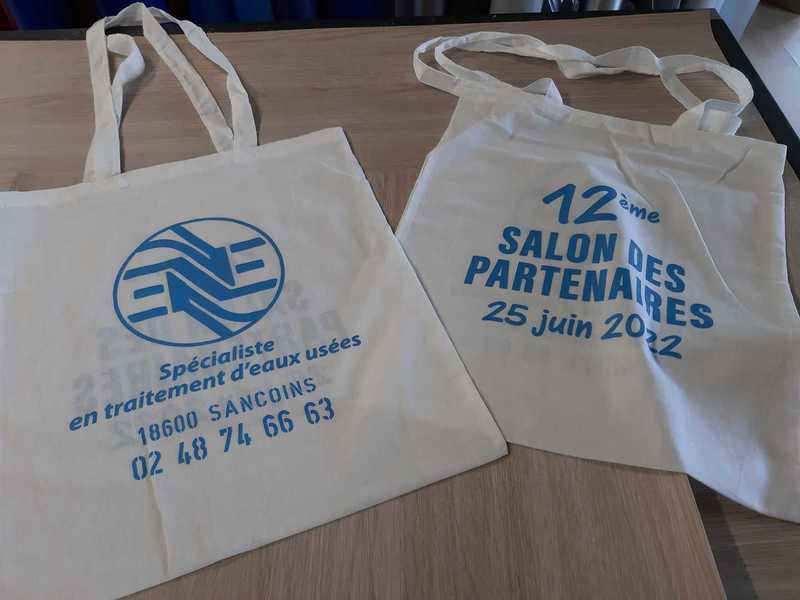 Spécialiste
en traitement d'eaux usées
18600 SANCOINS
02 48 74 66 63
12ème
SALON DES
PARTENAIRES
25 juin 2022